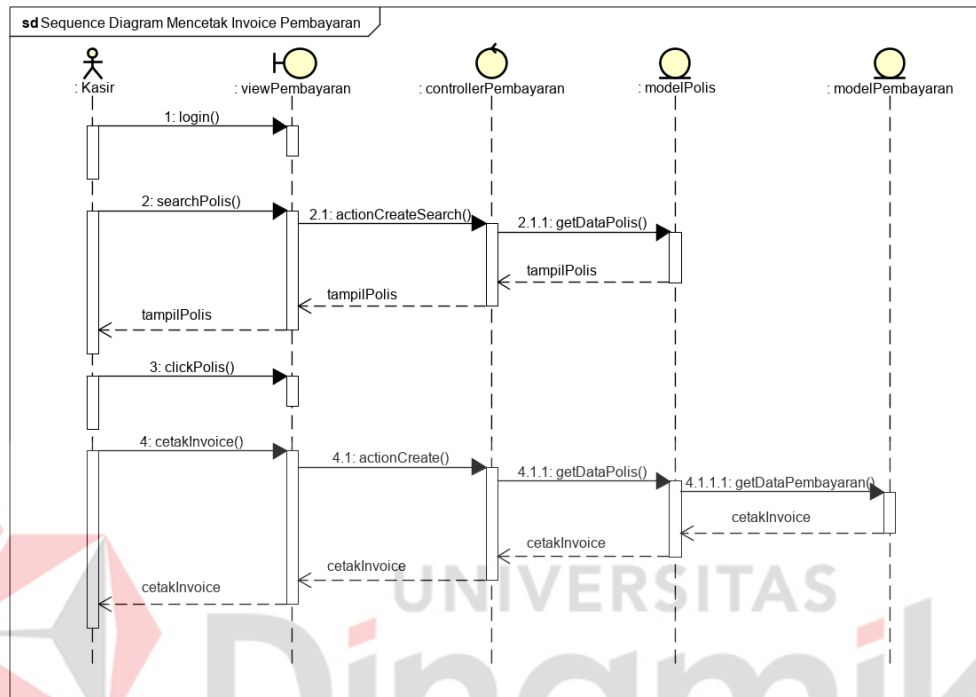 sd Sequence Diagram Mencetak Invoice Pembayaran
: Kasir
: viewPembayaran
: controllerPembayaran
: modelPolis
: modelPembayaran
1: login()
2: searchPolis()
2.1: actionCreateSearch()
2.1.1: getDataPolis()
tampilPolis
tampilPolis
tampilPolis
3: clickPolis()
4: cetakInvoice()
4.1: actionCreate()
4.1.1: getDataPolis()
4.1.1.1: getDataPembayaran()
cetakInvoice
cetakInvoice
cetakInvoice
cetakInvoice
UNIVERSITAS
Dinamik